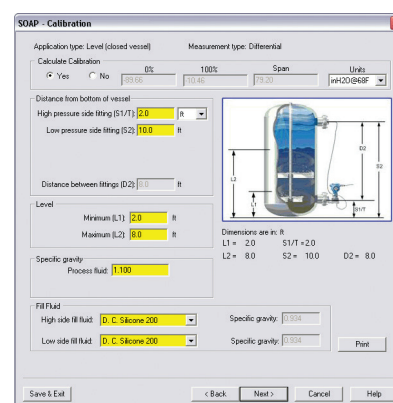 SOAP - Calibration
Application type: Level (closed vessel) Measurement type: Differential
Calculate Calibration
Yes No 0% 100% Span Units
-89.66 -10.46 79.20 inH2O@68F
Distance from bottom of vessel
High pressure side fitting (S1/T): 2.0 ft
Low pressure side fitting (S2): 10.0 ft
Distance between fittings (D2): 8.0 ft
L2
L1
D2
S2
S1/T
Level
Minimum (L1): 2.0 ft
Maximum (L2): 8.0 ft
Dimensions are in: ft
L1 = 2.0 S1/T = 2.0
L2 = 8.0 S2 = 10.0 D2 = 8.0
Specific gravity
Process fluid: 1.100
Fill Fluid
High side fill fluid: D. C. Silicone 200 Specific gravity: 0.934
Low side fill fluid: D. C. Silicone 200 Specific gravity: 0.934
Print
Save & Exit < Back Next > Cancel Help